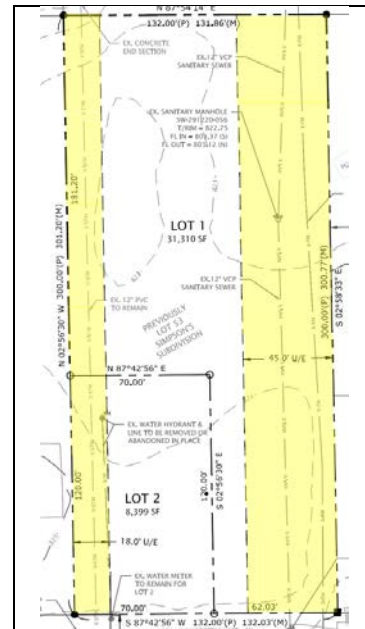 N 87°54'14" E
132.00'(P) 131.86'(M)
EX. CONCRETE
END SECTION
EX.12" VCP
SANITARY SEWER
EX. SANITARY MANHOLE
T/RIM = 822.25
181.20'
LOT 1
31,310 SF
N 02°56'30" W 300.00'(P) 301.20'(M)
S 02°58'33" E
300.00'(P) 300.77'(M)
EX. 12" PVC
TO REMAIN
EX.12" VCP
SANITARY SEWER
PREVIOUSLY
LOT 53
SIMPSON'S
SUBDIVISION
N 87°42'56" E
70.00'
45.0' U/E
EX. WATER HYDRANT &
LINE TO BE REMOVED OR
ABANDONED IN PLACE
120.00'
120.00'
S 02°56'30" E
LOT 2
8,399 SF
18.0' U/E
EX. WATER METER
TO REMAIN FOR
LOT 2
70.00'
62.03'
S 87°42'56" W 132.00'(P) 132.03'(M)